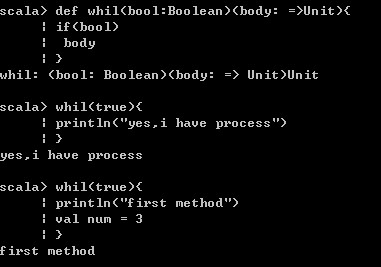 scala> def whil(bool:Boolean)(body: =>Unit){
| if(bool)
| body
| }
whil: (bool: Boolean)(body: => Unit)Unit
scala> whil(true){
| println("yes,i have process")
| }
yes,i have process
scala> whil(true){
| println("first method")
| val num = 3
| }
first method